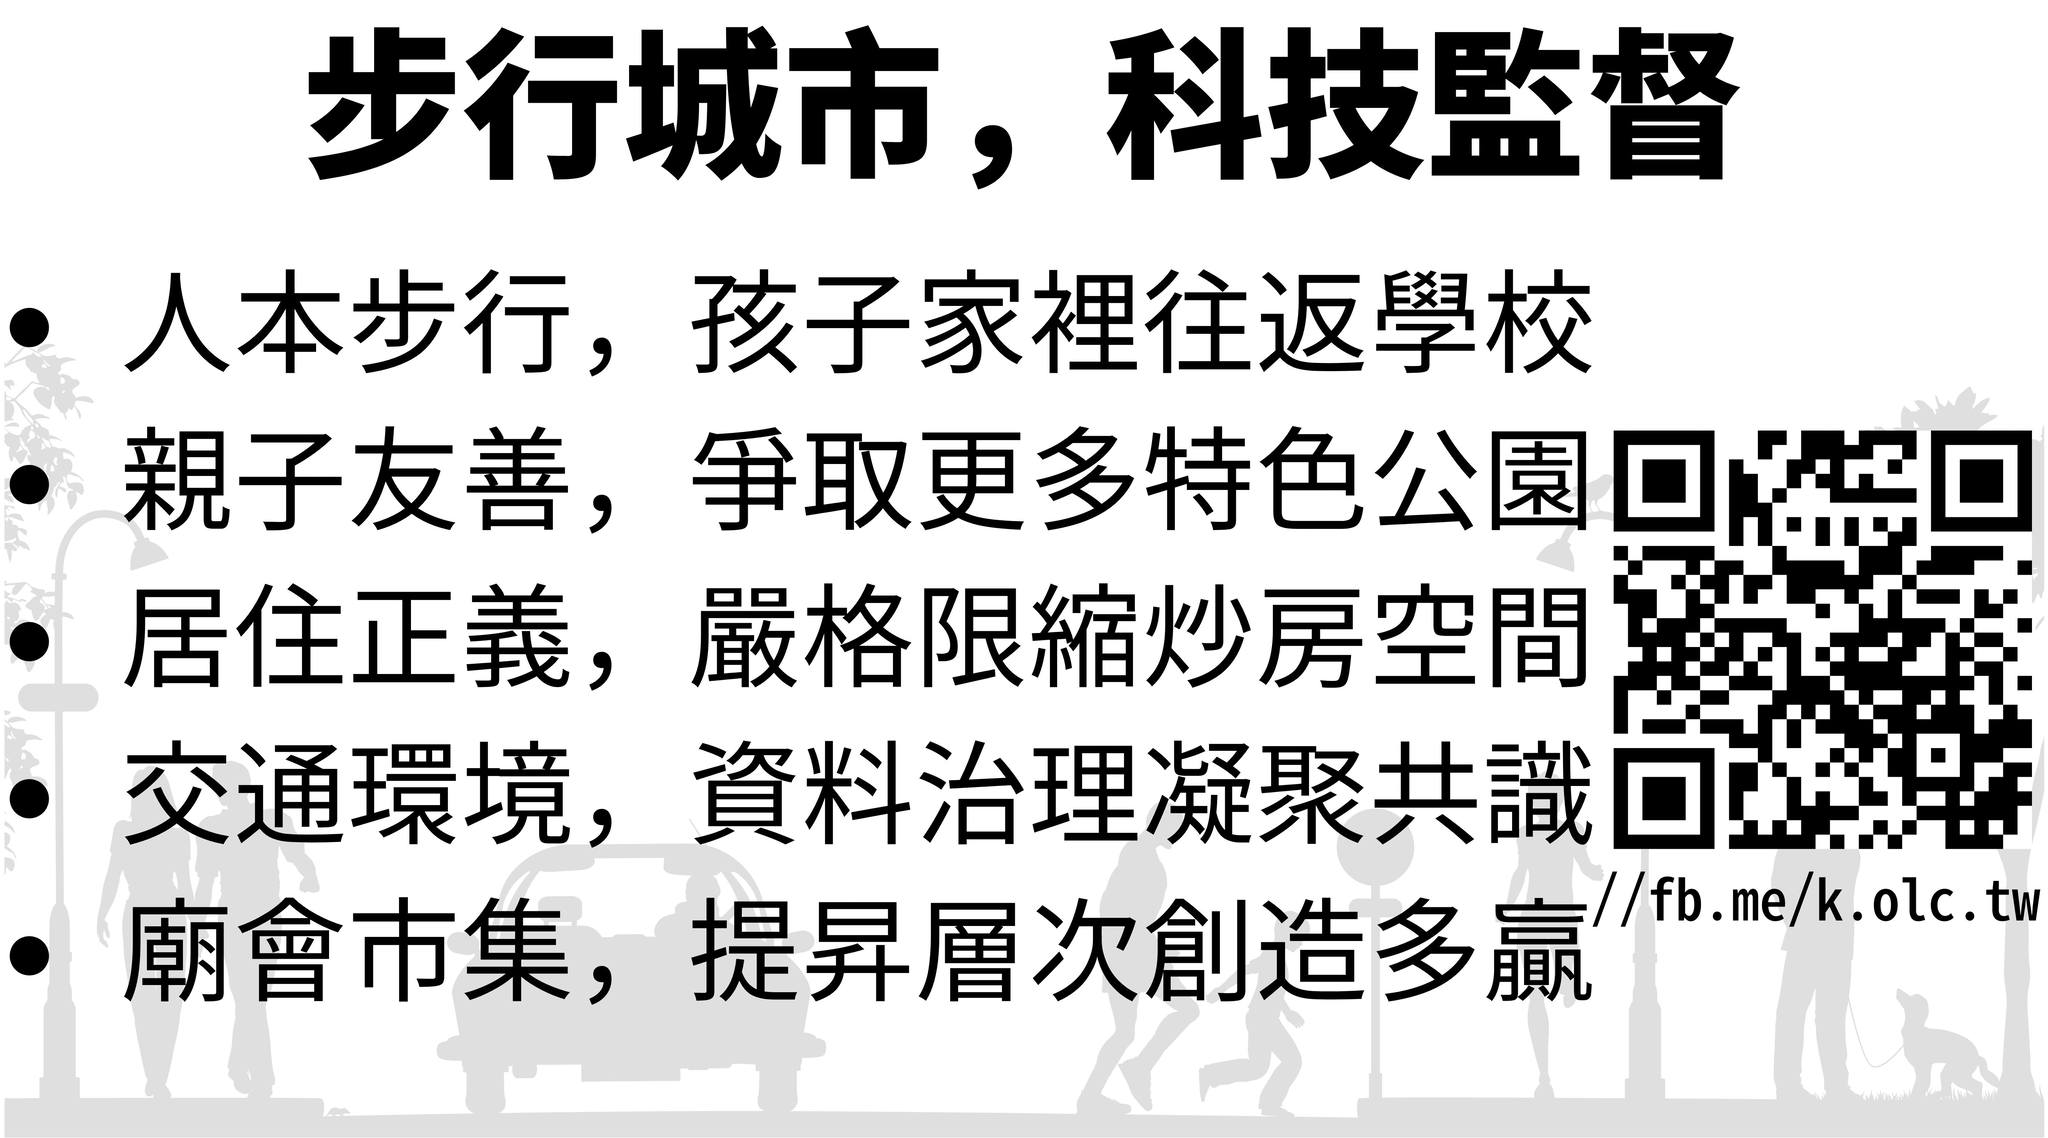 步行城市，科技監督
• 人本步行，孩子家裡往返學校
• 親子友善，爭取更多特色公園
• 居住正義，嚴格限縮炒房空間
• 交通環境，資料治理凝聚共識
• 廟會市集，提昇層次創造多贏
//fb.me/k.olc.tw